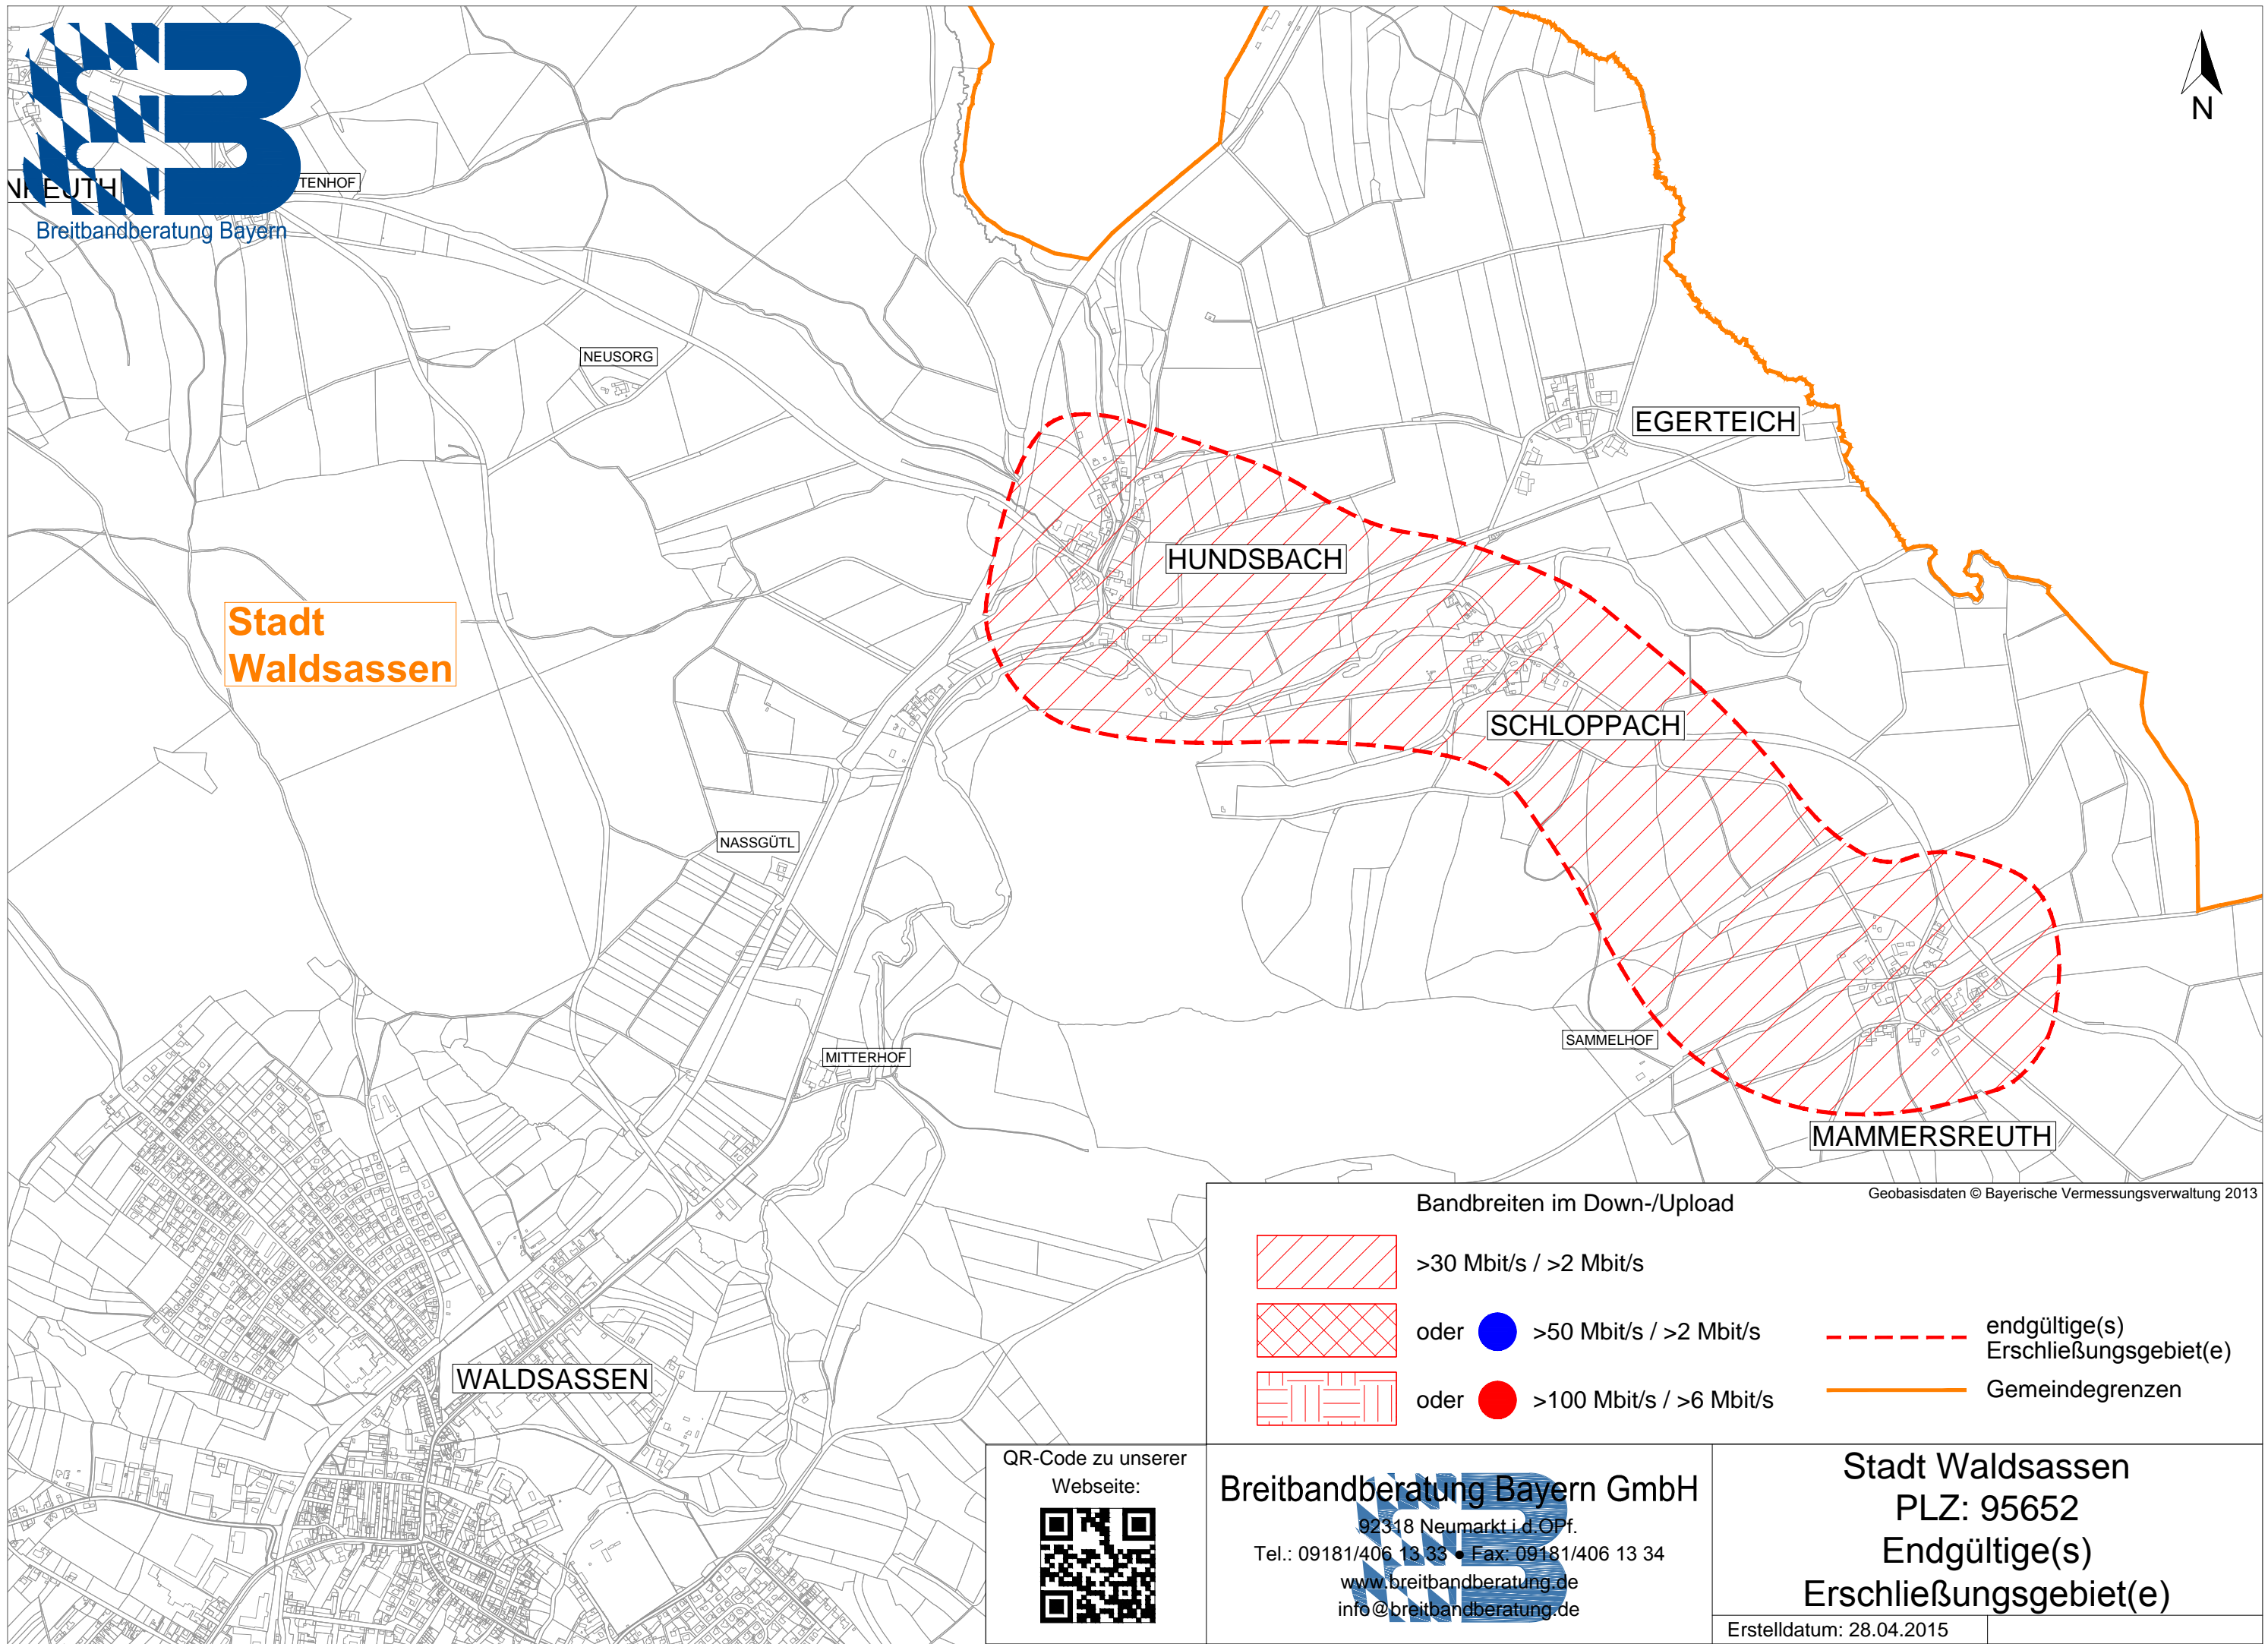 N
NREUTH
TENHOF
Breitbandberatung Bayern
NEUSORG
EGERTEICH
HUNDSBACH
Stadt
Waldsassen
SCHLOPPACH
NASSGÜTL
SAMMELHOF
MITTERHOF
MAMMERSREUTH
WALDSASSEN
Bandbreiten im Down-/Upload
Geobasisdaten © Bayerische Vermessungsverwaltung 2013
>30 Mbit/s / >2 Mbit/s
oder >50 Mbit/s / >2 Mbit/s
oder >100 Mbit/s / >6 Mbit/s
endgültige(s)
Erschließungsgebiet(e)
Gemeindegrenzen
QR-Code zu unserer
Webseite:
Breitbandberatung Bayern GmbH
92318 Neumarkt i.d.OPf.
Tel.: 09181/406 13 33 ● Fax: 09181/406 13 34
www.breitbandberatung.de
info@breitbandberatung.de
Stadt Waldsassen
PLZ: 95652
Endgültige(s)
Erschließungsgebiet(e)
Erstelldatum: 28.04.2015